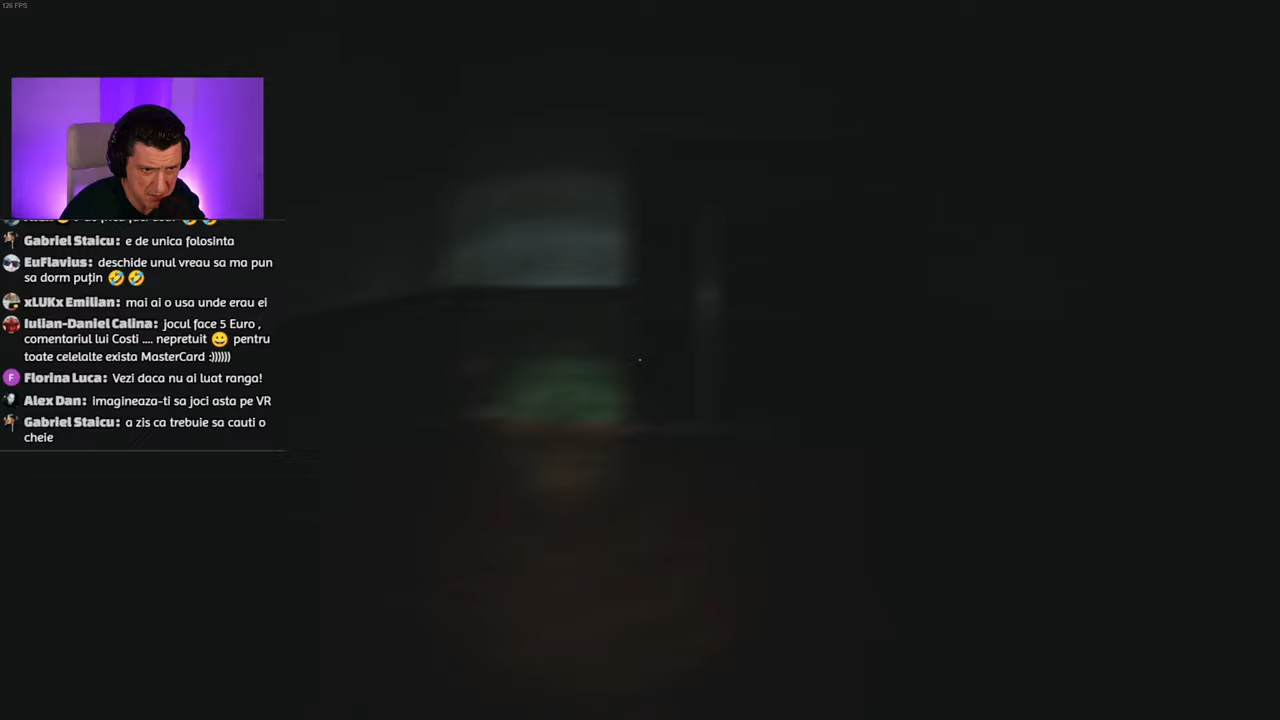 126 FPS
Gabriel Staicu: e de unica folosinta
EuFlavius: deschide unul vreau sa ma pun
sa dorm puțin 🤣 🤣
xLUKx Emilian: mai ai o usa unde erau ei
Iulian-Daniel Calina: jocul face 5 Euro ,
comentariul lui Costi .... nepretuit 😀 pentru
toate celelalte exista MasterCard :))))))
F Florina Luca: Vezi daca nu ai luat ranga!
Alex Dan: imagineaza-ti sa joci asta pe VR
Gabriel Staicu: a zis ca trebuie sa cauti o
cheie